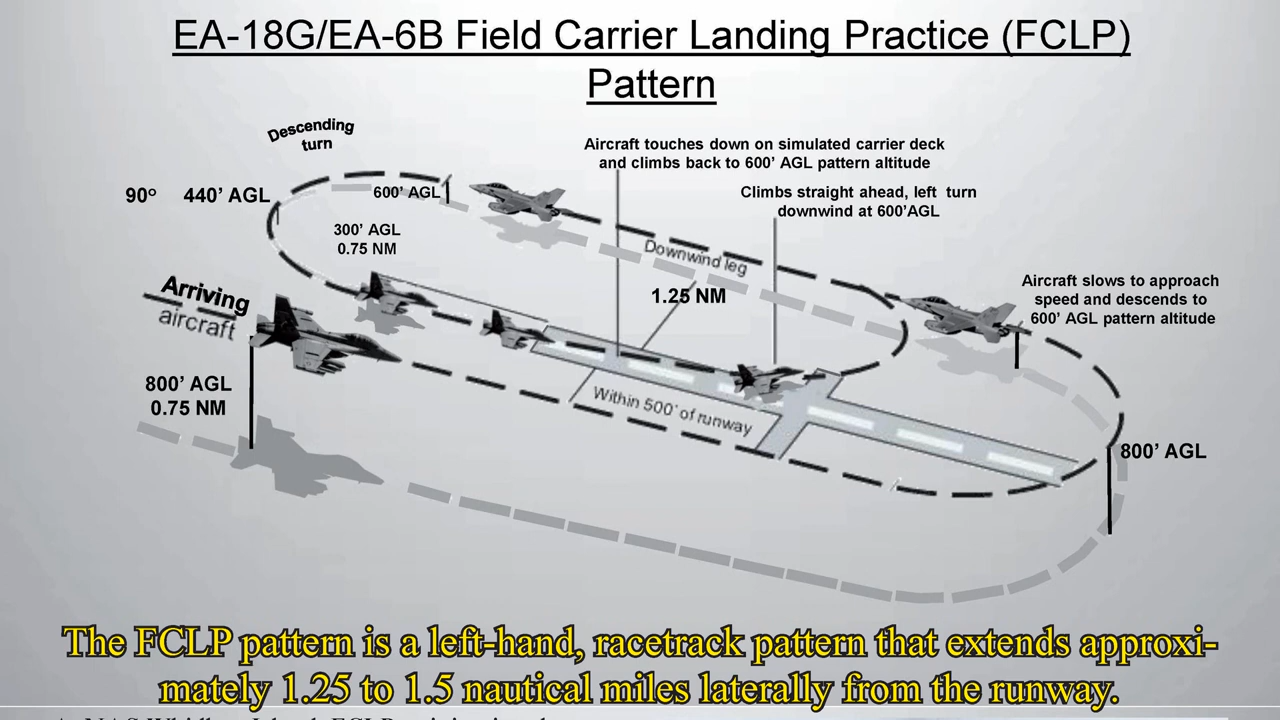 EA-18G/EA-6B Field Carrier Landing Practice (FCLP)
Pattern
Descending
turn
Aircraft touches down on simulated carrier deck
and climbs back to 600' AGL pattern altitude
90° 440' AGL
600' AGL
Climbs straight ahead, left turn
downwind at 600'AGL
300' AGL
0.75 NM
Downwind leg
1.25 NM
Aircraft slows to approach
speed and descends to
600' AGL pattern altitude
Arriving
aircraft
800' AGL
0.75 NM
Within 500' of runway
800' AGL
The FCLP pattern is a left-hand, racetrack pattern that extends approxi-
mately 1.25 to 1.5 nautical miles laterally from the runway.